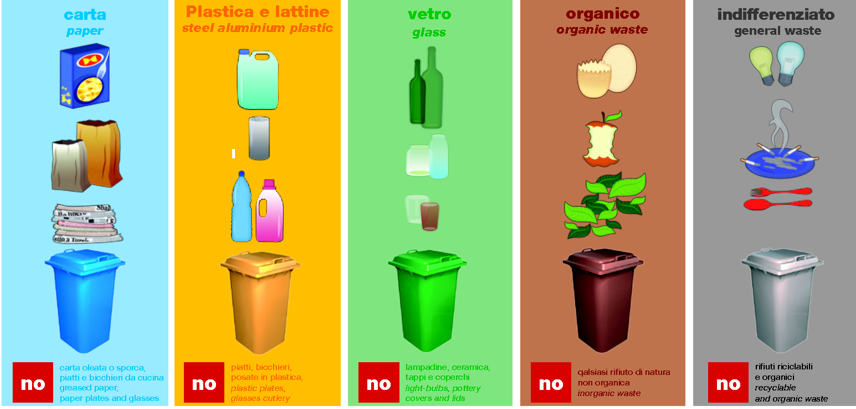 carta
paper
no
carta oleata o sporca,
piatti e bicchieri da cucina
greased paper,
paper plates and glasses
Plastica e lattine
steel aluminium plastic
no
piatti, bicchieri,
posate in plastica,
plastic plates,
glasses cutlery
vetro
glass
no
lampadine, ceramica,
tappi e coperchi
light-bulbs, pottery
covers and lids
organico
organic waste
no
qalsiasi rifiuto di natura
non organica
inorganic waste
indifferenziato
general waste
no
rifiuti riciclabili
e organici
recyclable
and organic waste